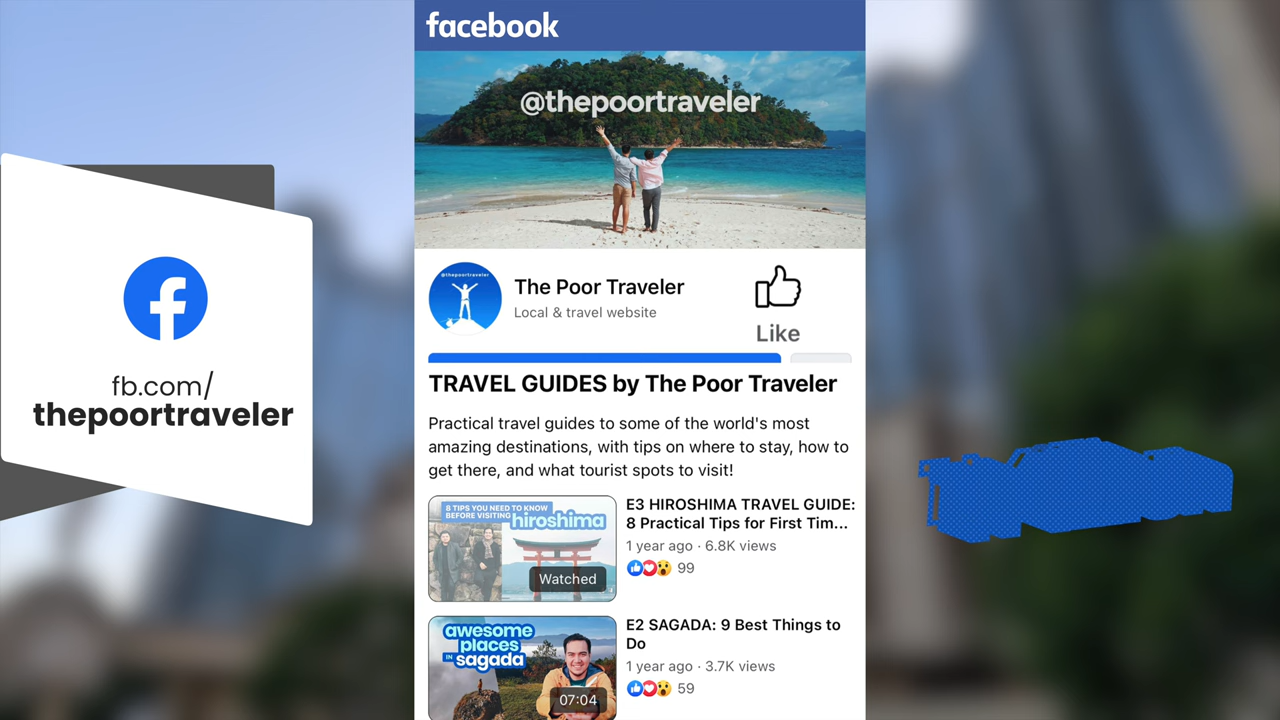 facebook
@thepoortraveler
fb.com/
thepoortraveler
@thepoortraveler
The Poor Traveler
Local & travel website
Like
TRAVEL GUIDES by The Poor Traveler
Practical travel guides to some of the world's most
amazing destinations, with tips on where to stay, how to
get there, and what tourist spots to visit!
8 TIPS YOU NEED TO KNOW
BEFORE VISITING
hiroshima
Watched
E3 HIROSHIMA TRAVEL GUIDE:
8 Practical Tips for First Tim...
1 year ago · 6.8K views
99
awesome
places
IN sagada
07:04
E2 SAGADA: 9 Best Things to
Do
1 year ago · 3.7K views
59